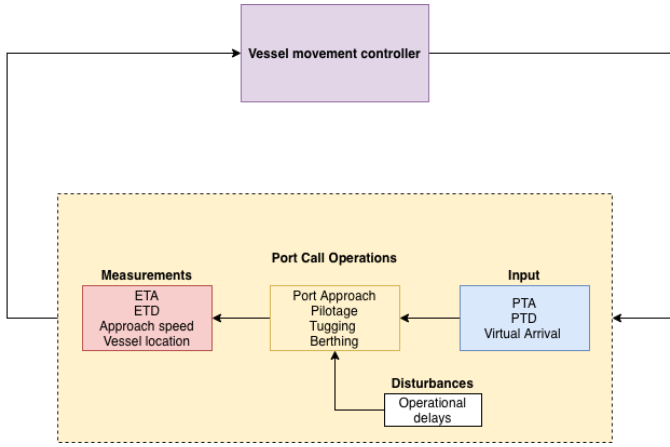 Vessel movement controller
Port Call Operations
Measurements
ETA
ETD
Approach speed
Vessel location
Port Approach
Pilotage
Tugging
Berthing
Input
PTA
PTD
Virtual Arrival
Disturbances
Operational
delays